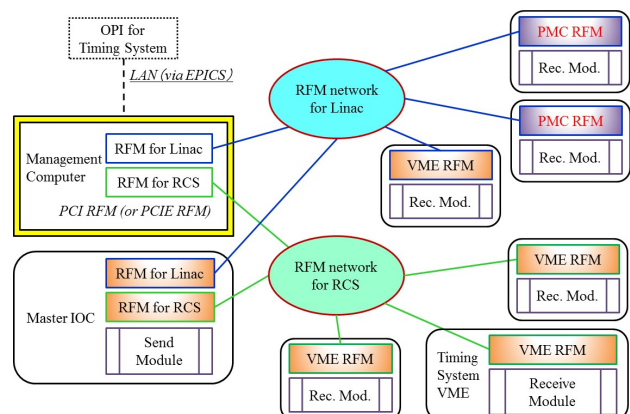 OPI for
Timing System
LAN (via EPICS)
Management
Computer
RFM for Linac
RFM for RCS
PCI RFM (or PCIE RFM)
Master IOC
RFM for Linac
RFM for RCS
Send
Module
RFM network
for Linac
PMC RFM
Rec. Mod.
PMC RFM
Rec. Mod.
VME RFM
Rec. Mod.
RFM network
for RCS
VME RFM
Rec. Mod.
VME RFM
Rec. Mod.
Timing
System
VME
VME RFM
Receive
Module